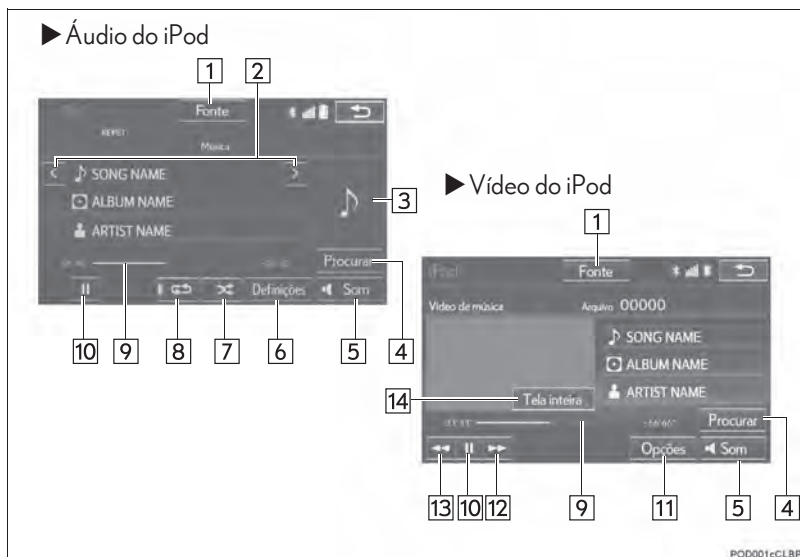 ▶ Áudio do iPod
1 2
Fonte
REPET
Música
< >
SONG NAME
3
ALBUM NAME
ARTIST NAME
Procurar
Definições
Som
10 9 8 7 6 5 4
▶ Vídeo do iPod
1
iPod
Fonte
Vídeo de música
Arquivo 00000
SONG NAME
ALBUM NAME
14
Tela inteira
ARTIST NAME
Procurar
Opções
Som
13 10 12 9 11 5 4
POD001cCLBP